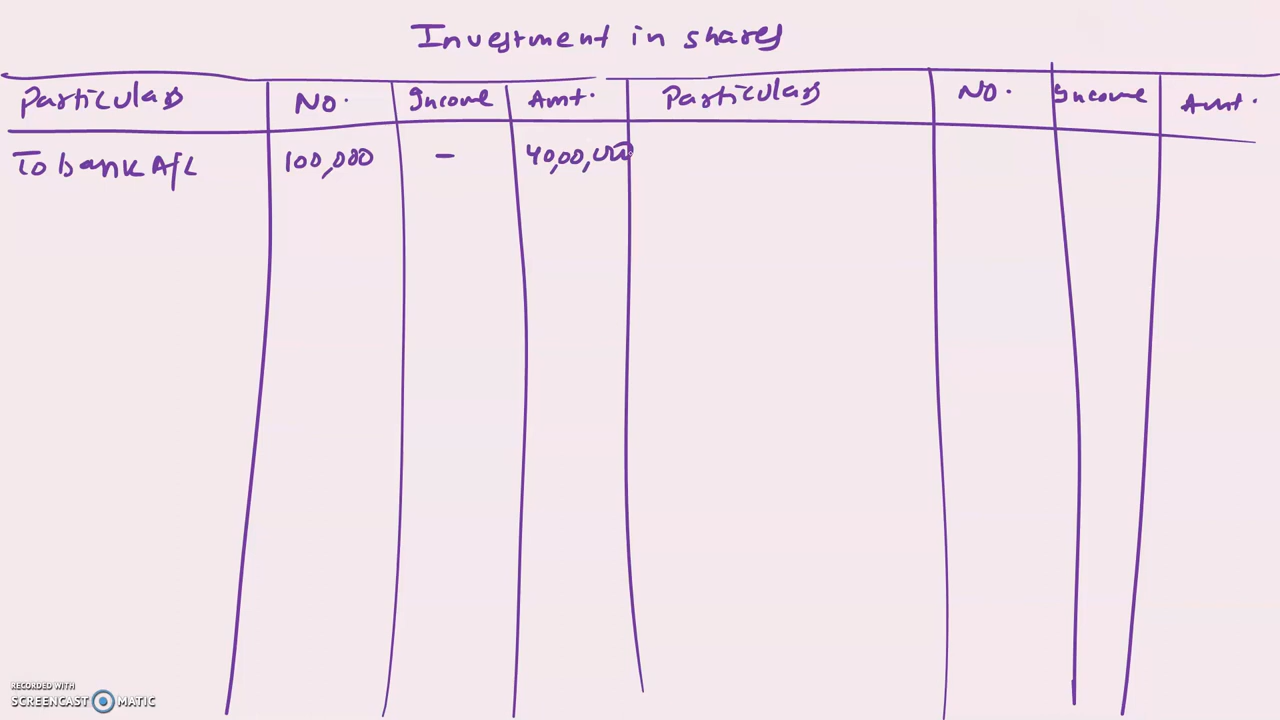 Investment in shares
Particulars No. Income Amt. Particulars No. Income Amt.
To bank A/c 100,000 – 40,00,000
RECORDED WITH
SCREENCAST MATIC